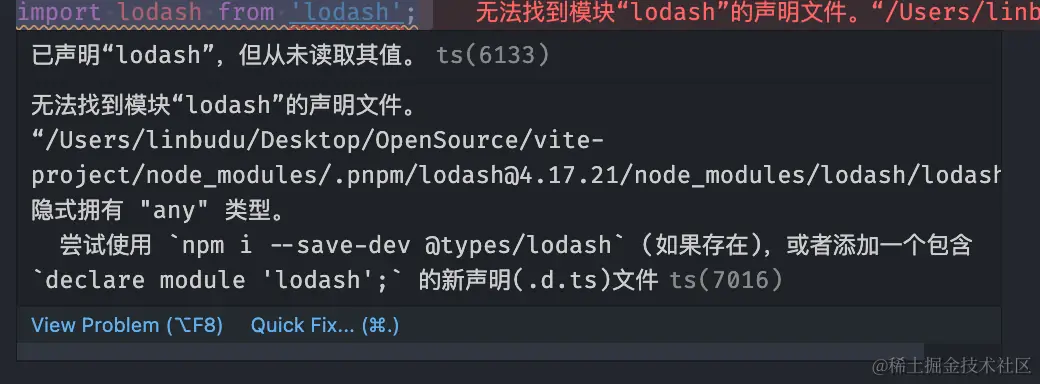 import lodash from 'lodash';  无法找到模块“lodash”的声明文件。“/Users/linb
已声明“lodash”，但从未读取其值。 ts(6133)
无法找到模块“lodash”的声明文件。
“/Users/linbudu/Desktop/OpenSource/vite-
project/node_modules/.pnpm/lodash@4.17.21/node_modules/lodash/lodash
隐式拥有 "any" 类型。
尝试使用 `npm i --save-dev @types/lodash` (如果存在)，或者添加一个包含
`declare module 'lodash';` 的新声明(.d.ts)文件 ts(7016)
View Problem (⌥F8)  Quick Fix... (⌘.)
@稀土掘金技术社区